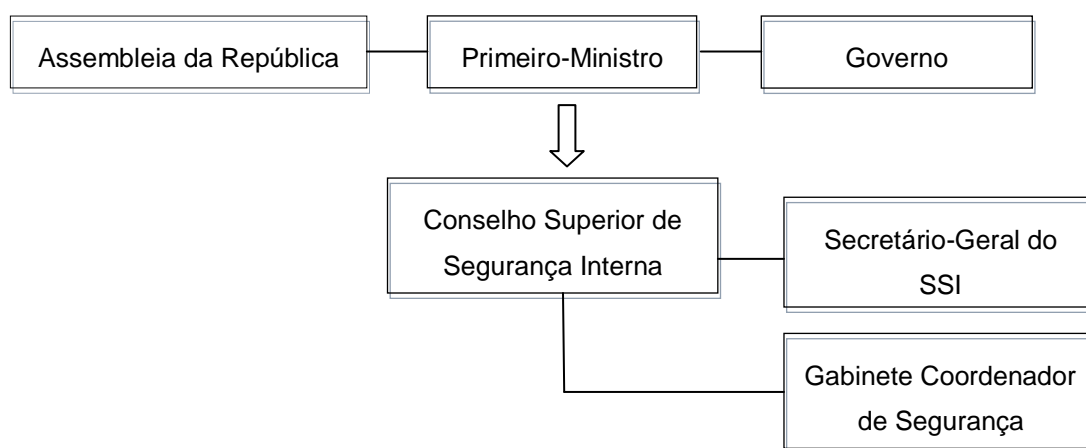 Assembleia da República
Primeiro-Ministro
Governo
Conselho Superior de
Segurança Interna
Secretário-Geral do
SSI
Gabinete Coordenador
de Segurança